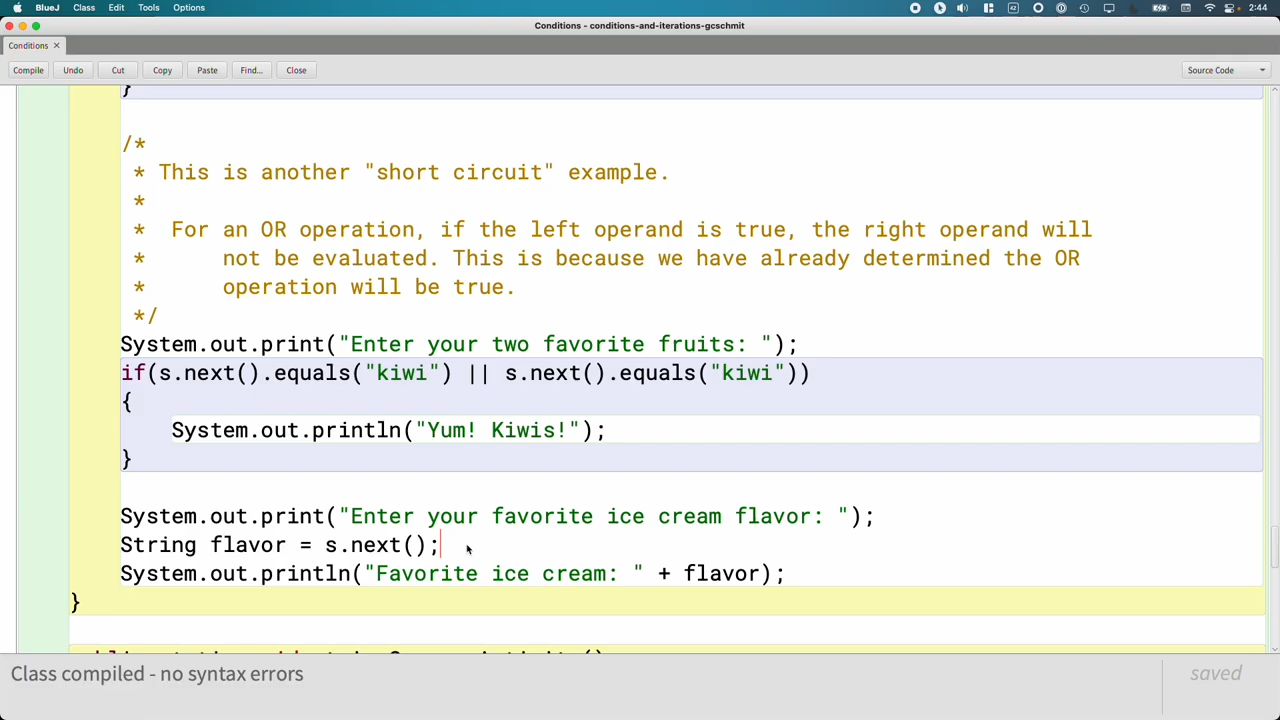 BlueJ Class Edit Tools Options 2:44
Conditions - conditions-and-iterations-gcschmit
Conditions ×
Compile Undo Cut Copy Paste Find... Close Source Code
}
/*
* This is another "short circuit" example.
*
* For an OR operation, if the left operand is true, the right operand will
* not be evaluated. This is because we have already determined the OR
* operation will be true.
*/
System.out.print("Enter your two favorite fruits: ");
if(s.next().equals("kiwi") || s.next().equals("kiwi"))
{
System.out.println("Yum! Kiwis!");
}
System.out.print("Enter your favorite ice cream flavor: ");
String flavor = s.next();
System.out.println("Favorite ice cream: " + flavor);
}
Class compiled - no syntax errors
saved